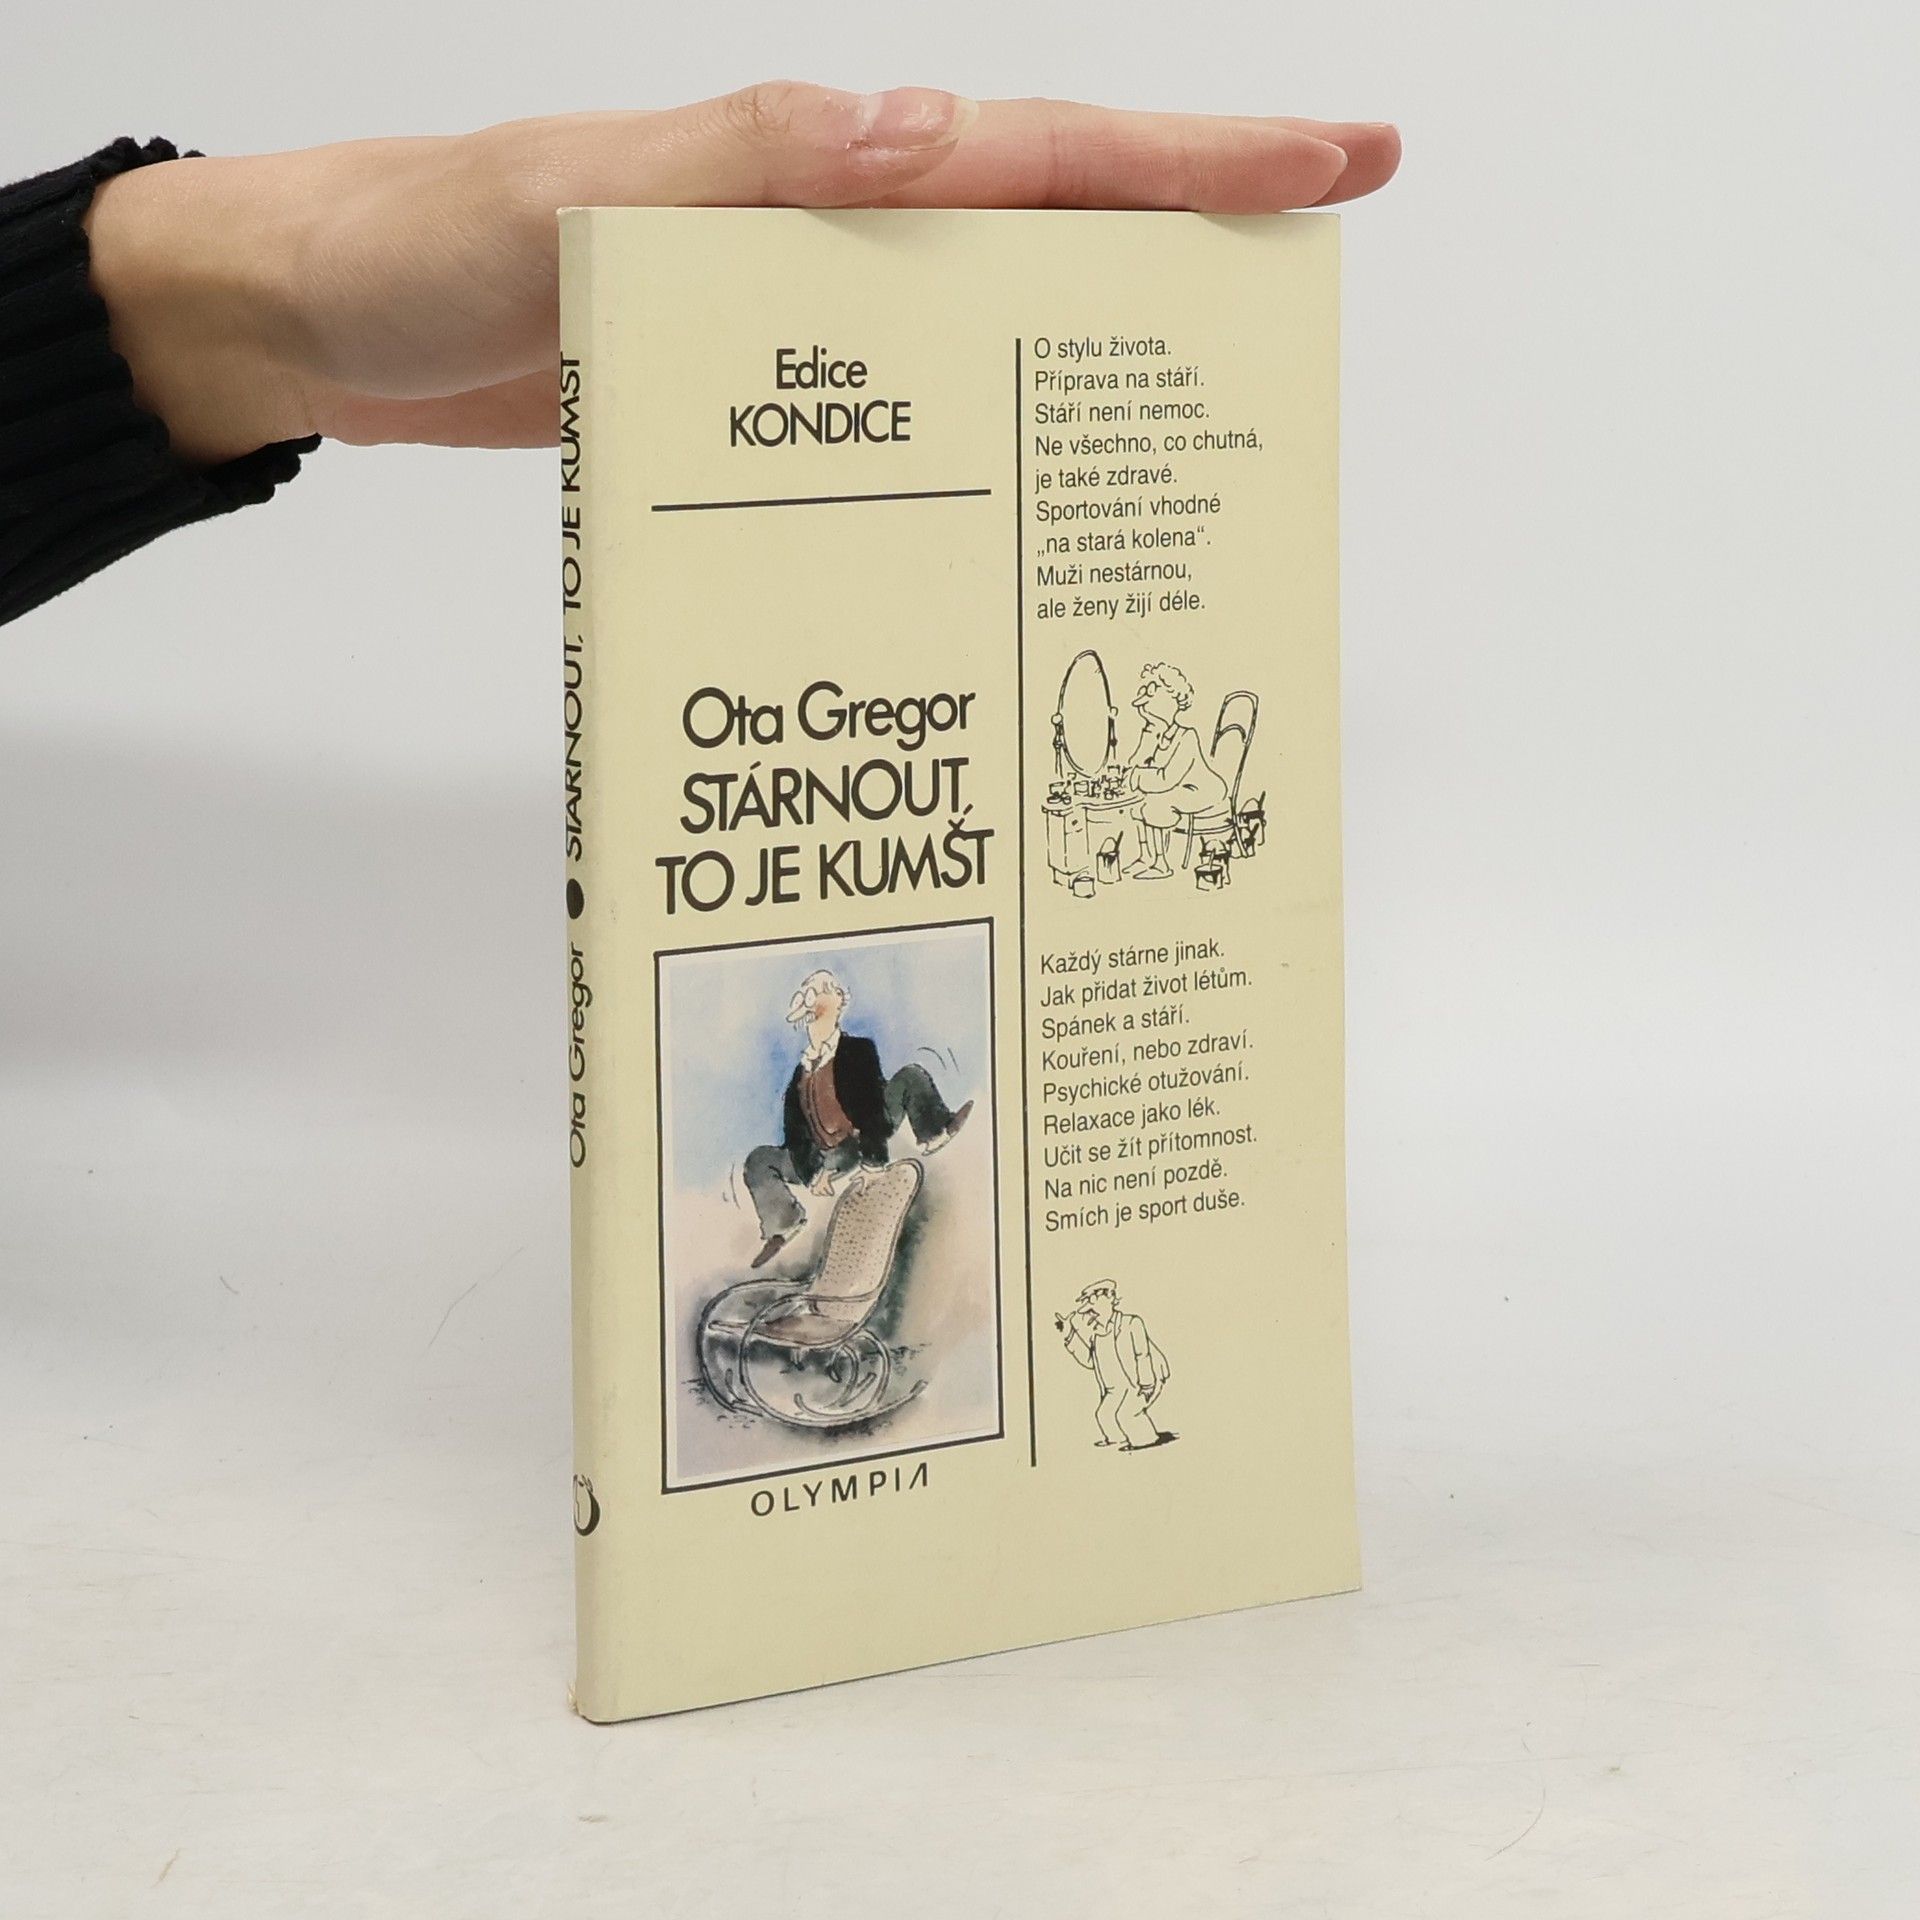 Ota Gregor ● STÁRNOUT, TO JE KUMŠT
Edice
KONDICE
Ota Gregor
STÁRNOUT,
TO JE KUMŠT
OLYMPIA
O stylu života.
Příprava na stáří.
Stáří není nemoc.
Ne všechno, co chutná,
je také zdravé.
Sportování vhodné
„na stará kolena“.
Muži nestárnou,
ale ženy žijí déle.
Každý stárne jinak.
Jak přidat život létům.
Spánek a stáří.
Kouření, nebo zdraví.
Psychické otužování.
Relaxace jako lék.
Učit se žít přítomnost.
Na nic není pozdě.
Smích je sport duše.